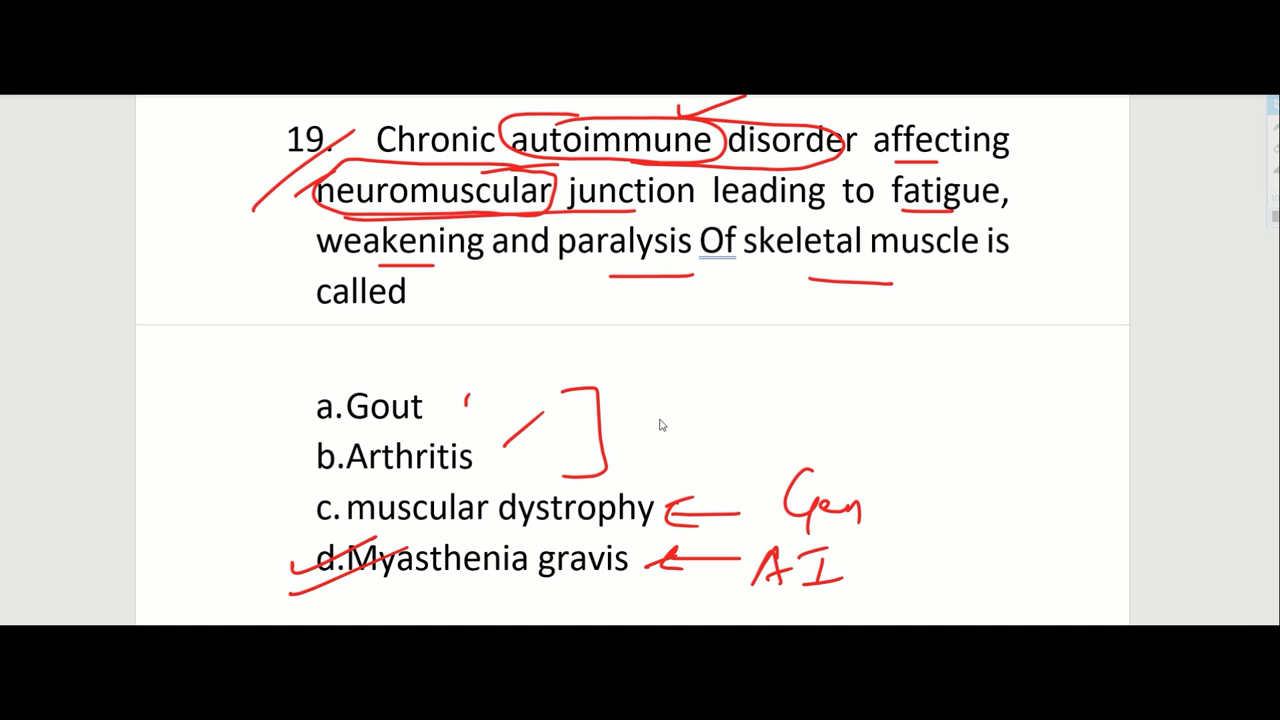 19. Chronic autoimmune disorder affecting
neuromuscular junction leading to fatigue,
weakening and paralysis Of skeletal muscle is
called
a.Gout
b.Arthritis
c. muscular dystrophy Gen
d.Myasthenia gravis AI